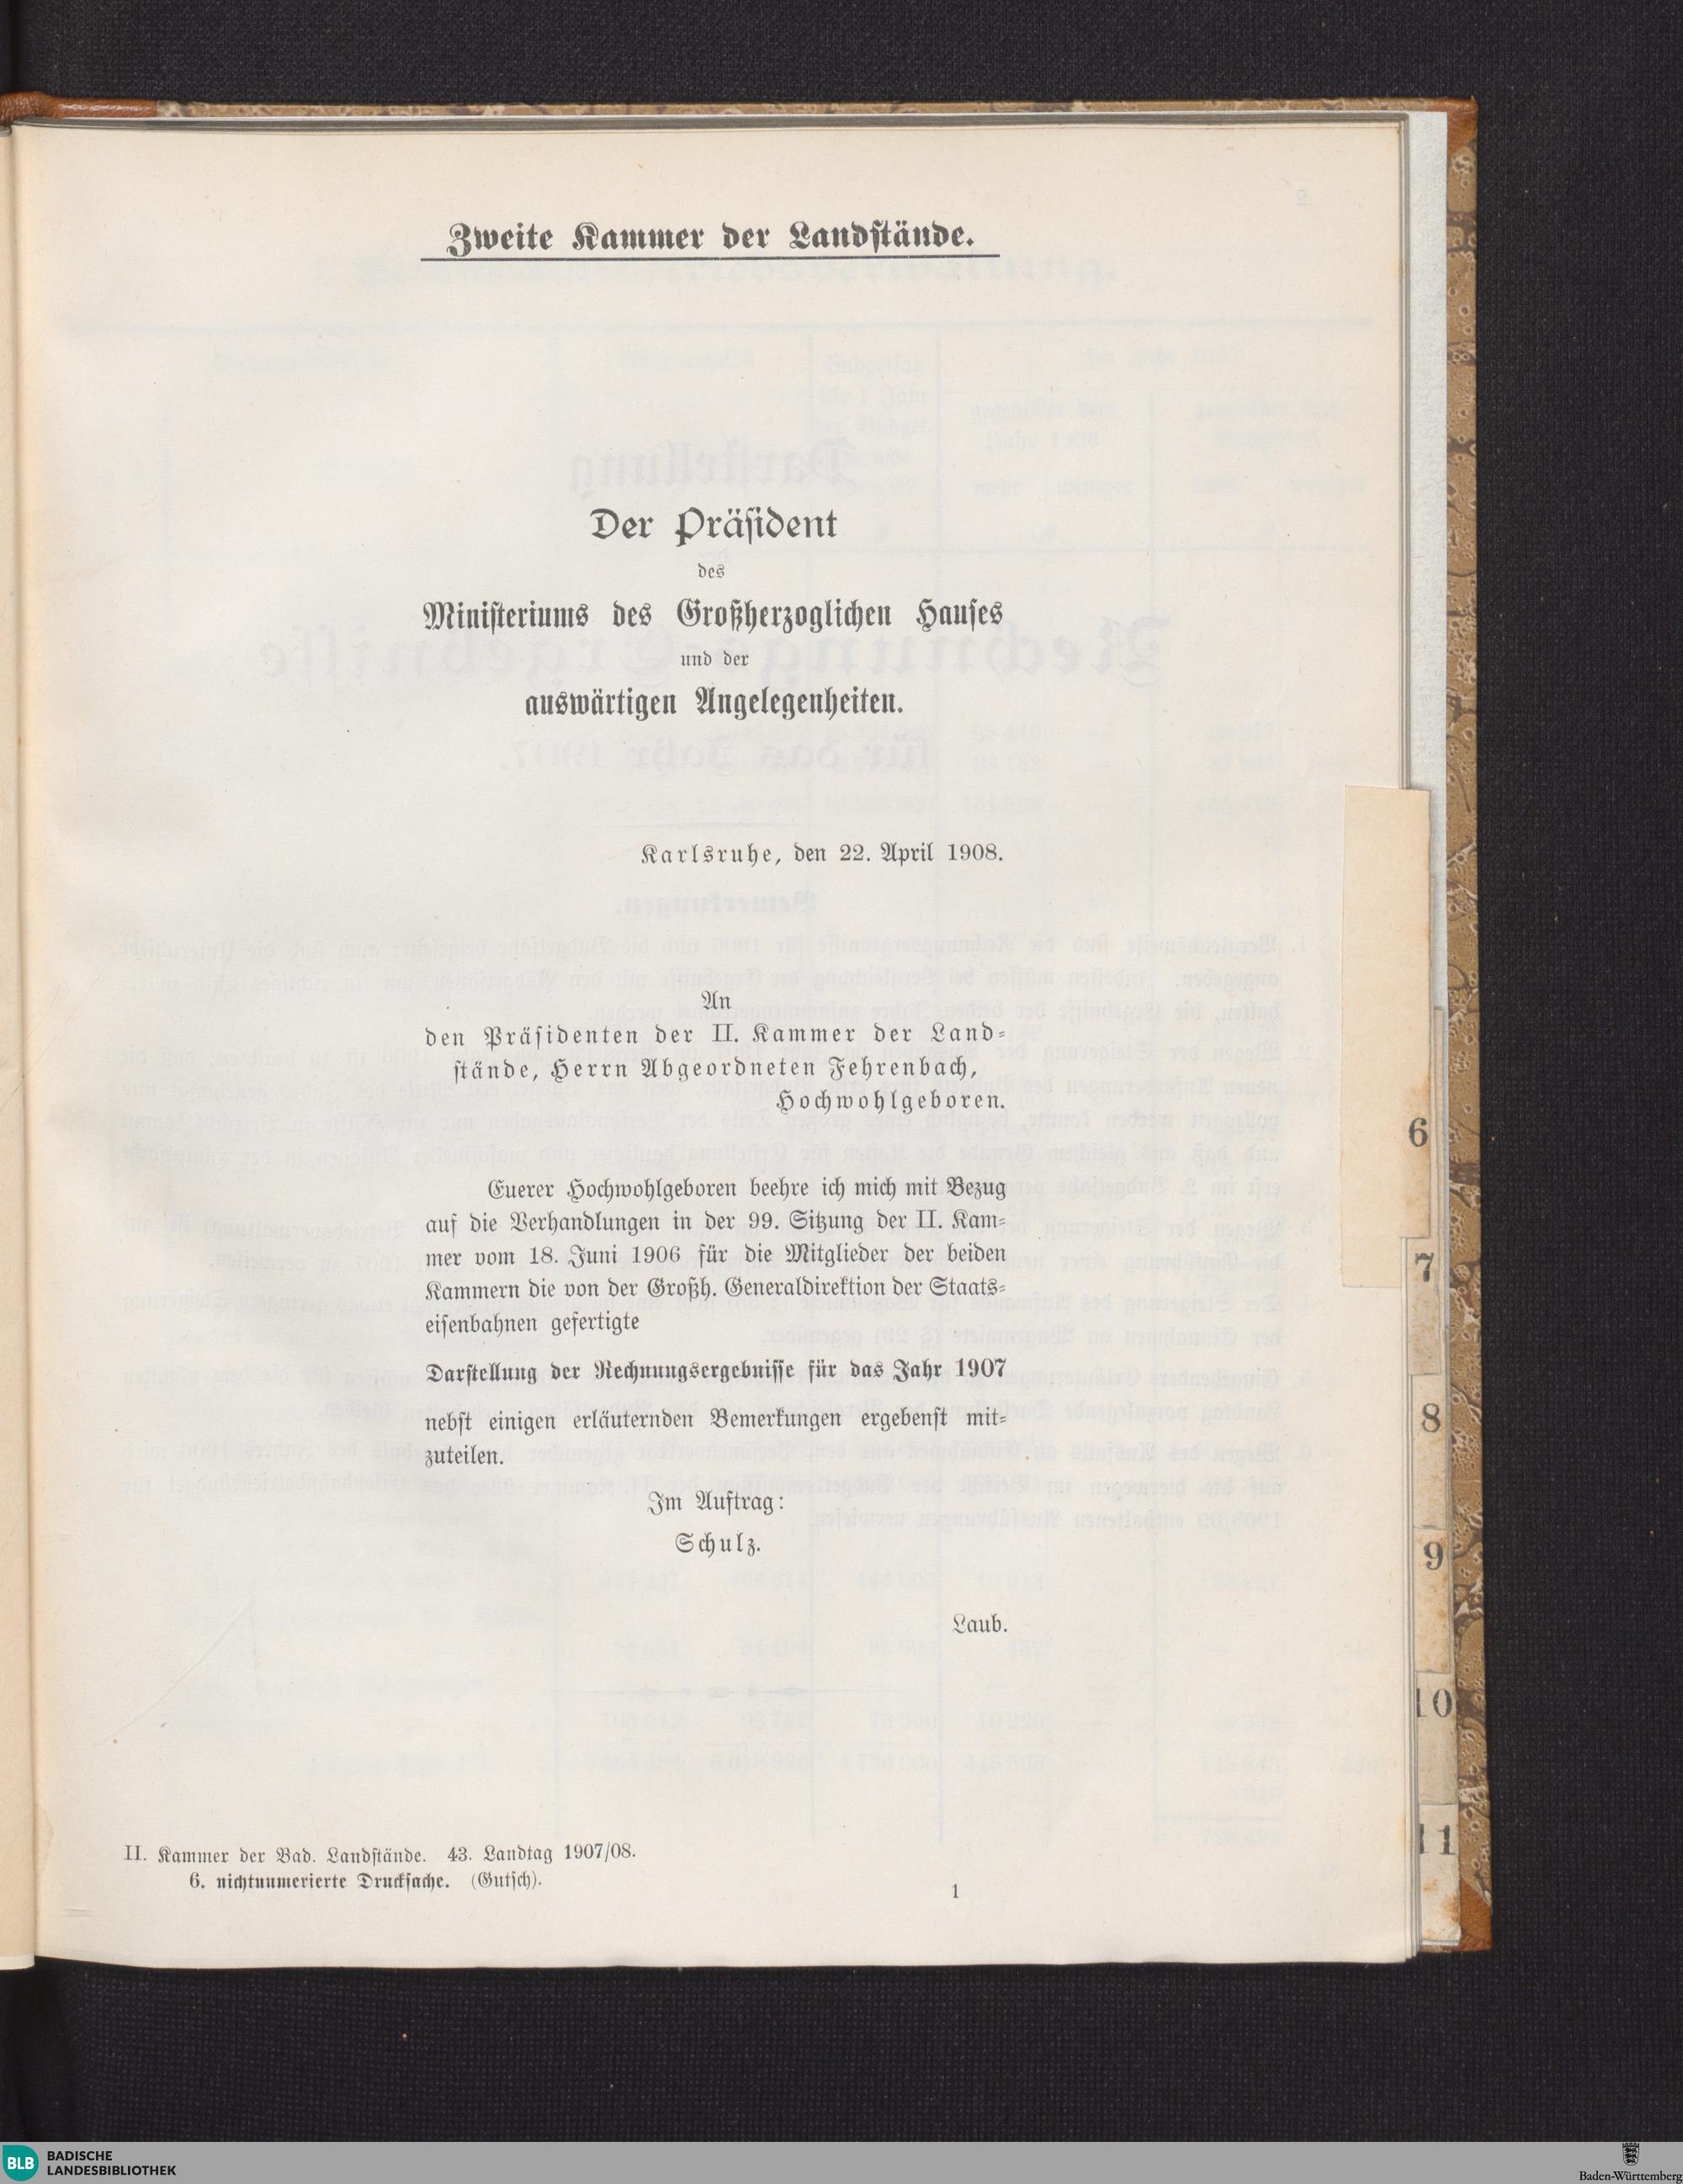 Zweite Kammer der Landstände.
Der Präsident
des
Ministeriums des Großherzoglichen Hauses
und der
auswärtigen Angelegenheiten.
Karlsruhe, den 22. April 1908.
An
den Präsidenten der II. Kammer der Land-
stände, Herrn Abgeordneten Fehrenbach,
Hochwohlgeboren.
Euerer Hochwohlgeboren beehre ich mich mit Bezug
auf die Verhandlungen in der 99. Sitzung der II. Kam-
mer vom 18. Juni 1906 für die Mitglieder der beiden
Kammern die von der Großh. Generaldirektion der Staats-
eisenbahnen gefertigte
Darstellung der Rechnungsergebnisse für das Jahr 1907
nebst einigen erläuternden Bemerkungen ergebenst mit-
zuteilen.
Im Auftrag:
Schulz.
Laub.
II. Kammer der Bad. Landstände. 43. Landtag 1907/08.
6. nichtnumerierte Drucksache. (Gutsch).
1
6
7
8
9
10
11
BLB BADISCHE
LANDESBIBLIOTHEK
Baden-Württemberg